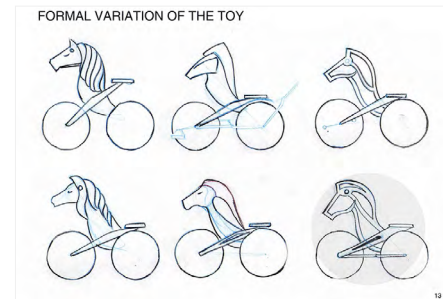 FORMAL VARIATION OF THE TOY
13